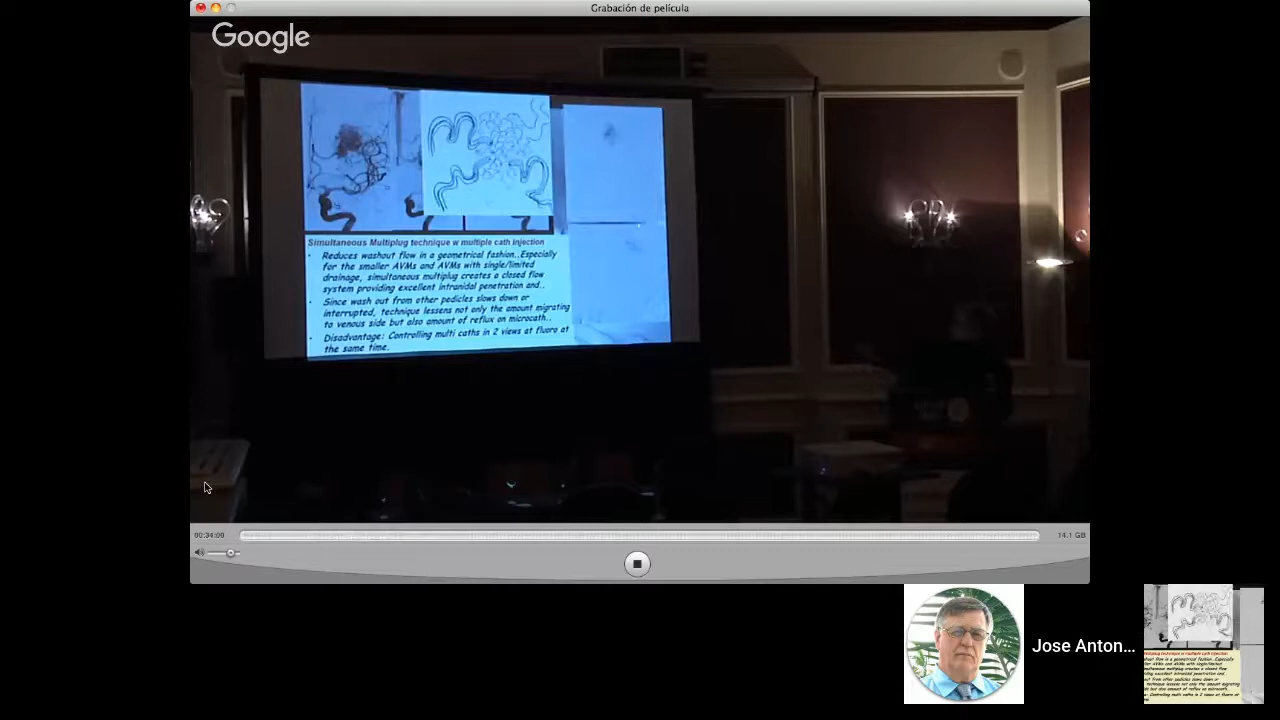 Grabación de película
Google
Simultaneous Multiplug technique w multiple cath injection
• Reduces washout flow in a geometrical fashion..Especially
for the smaller AVMs and AVMs with single/limited
drainage, simultaneous multiplug creates a closed flow
system providing excellent intranidal penetration and..
• Since wash out from other pedicles slows down or
interrupted, technique lessens not only the amount migrating
to venous side but also amount of reflux on microcath..
• Disadvantage: Controlling multi caths in 2 views at fluoro at
the same time.
00:34:09
14.1 GB
Jose Anton...